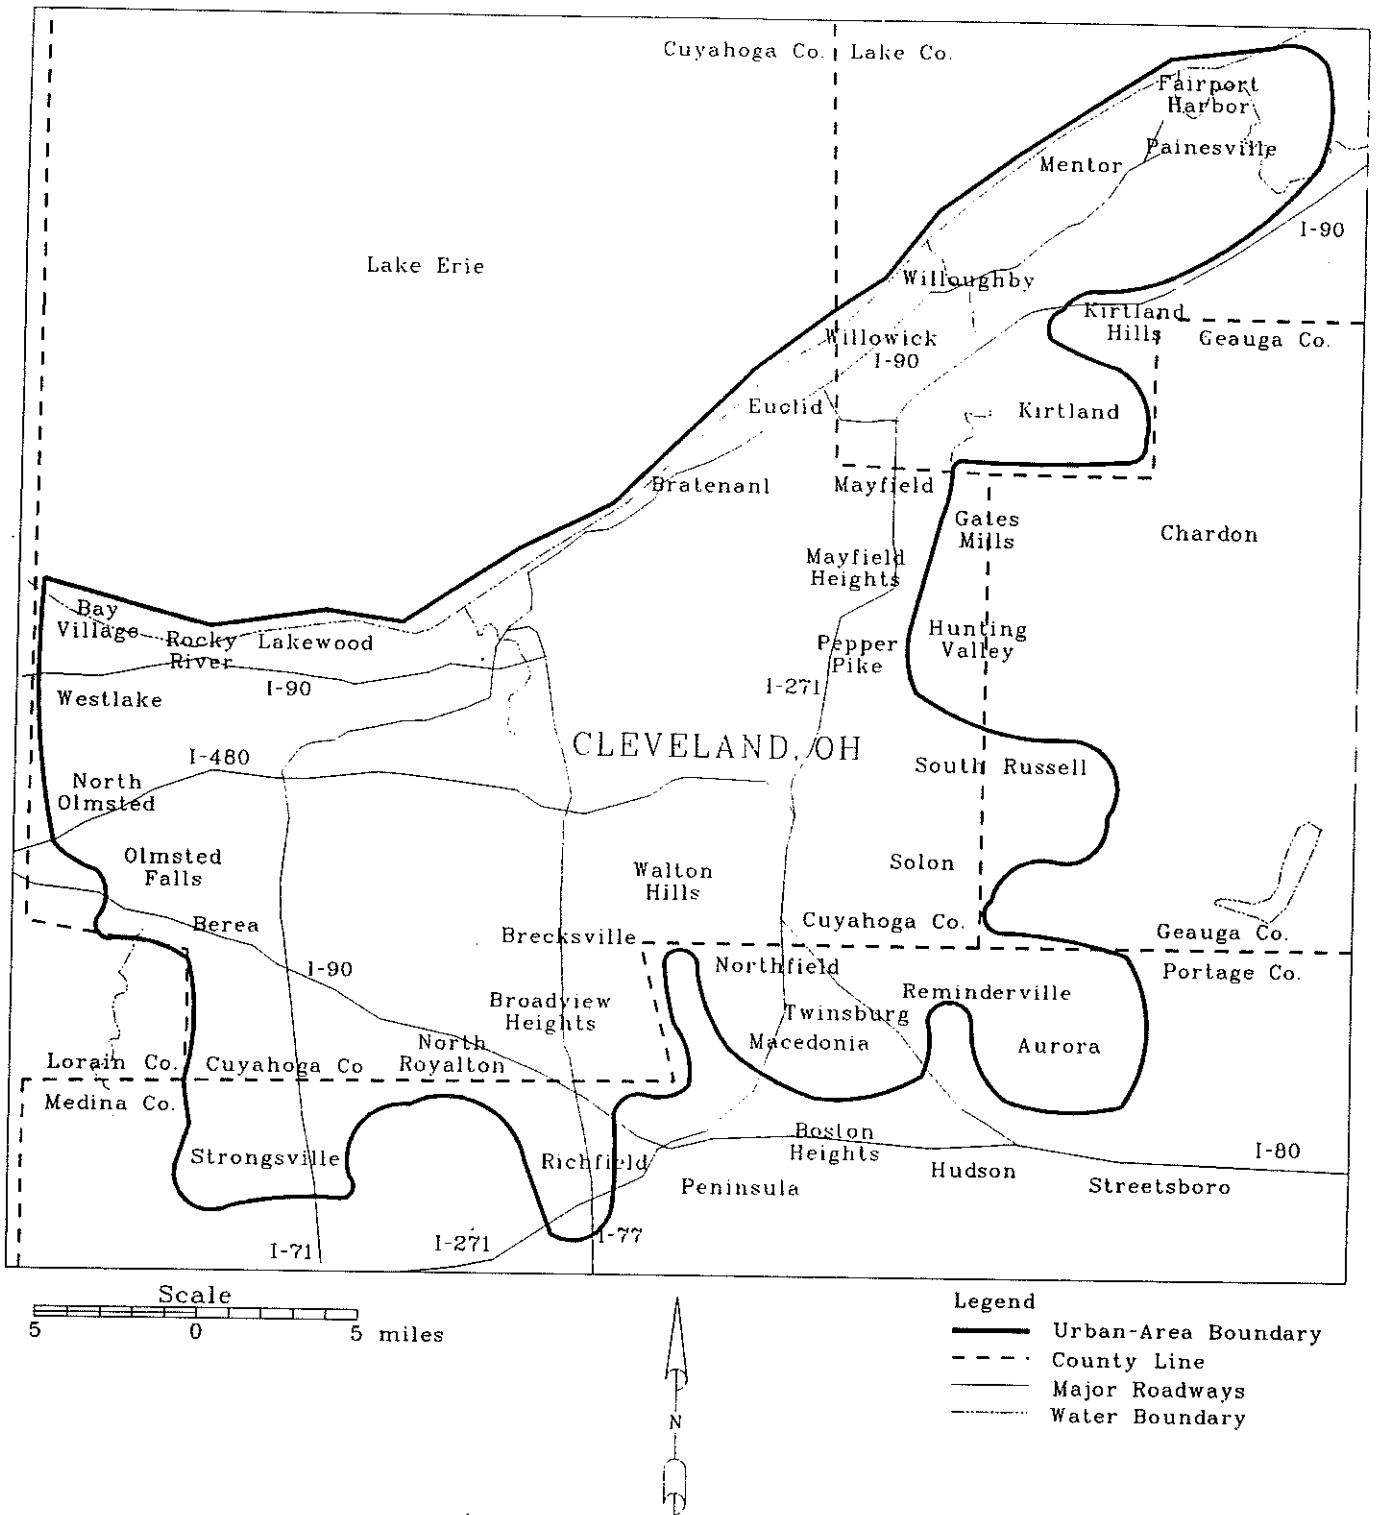 Cuyahoga Co. Lake Co.
Fairport
Harbor
Painesville
Mentor
I-90
Lake Erie
Willoughby
Kirtland
Hills
Geauga Co.
Willowick
I-90
Euclid
Kirtland
Bratenanl
Mayfield
Gates
Mills
Chardon
Mayfield
Heights
Bay
Village
Rocky
River
Lakewood
Hunting
Valley
Pepper
Pike
I-90
I-271
Westlake
CLEVELAND, OH
I-480
South Russell
North
Olmsted
Olmsted
Falls
Walton
Hills
Solon
Berea
Brecksville
Cuyahoga Co.
Geauga Co.
I-90
Northfield
Portage Co.
Broadview
Heights
Reminderville
Twinsburg
Macedonia
Aurora
North
Royalton
Lorain Co.
Cuyahoga Co
Medina Co.
Boston
Heights
Strongsville
Richfield
Hudson
I-80
Peninsula
Streetsboro
I-71
I-271
I-77
Scale
5 0 5 miles
Legend
Urban-Area Boundary
County Line
Major Roadways
Water Boundary
N